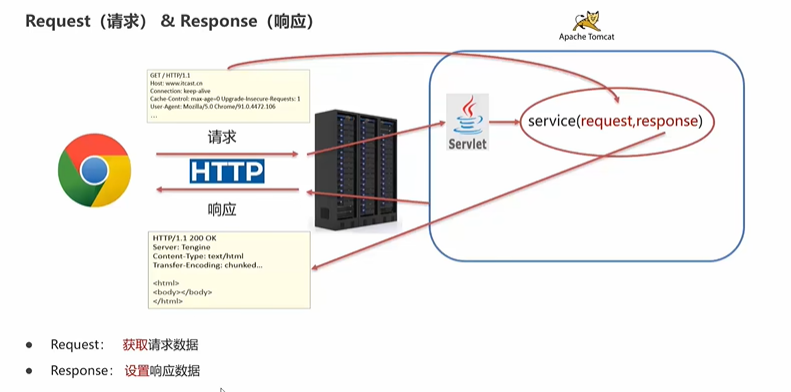 Request（请求） & Response（响应）
Apache Tomcat
GET / HTTP/1.1
Host: www.itcast.cn
Connection: keep-alive
Cache-Control: max-age=0 Upgrade-Insecure-Requests: 1
User-Agent: Mozilla/5.0 Chrome/91.0.4472.106
...
请求
HTTP
响应
Servlet
service(request,response)
HTTP/1.1 200 OK
Server: Tengine
Content-Type: text/html
Transfer-Encoding: chunked...
<html>
<body></body>
</html>
● Request： 获取请求数据
● Response： 设置响应数据